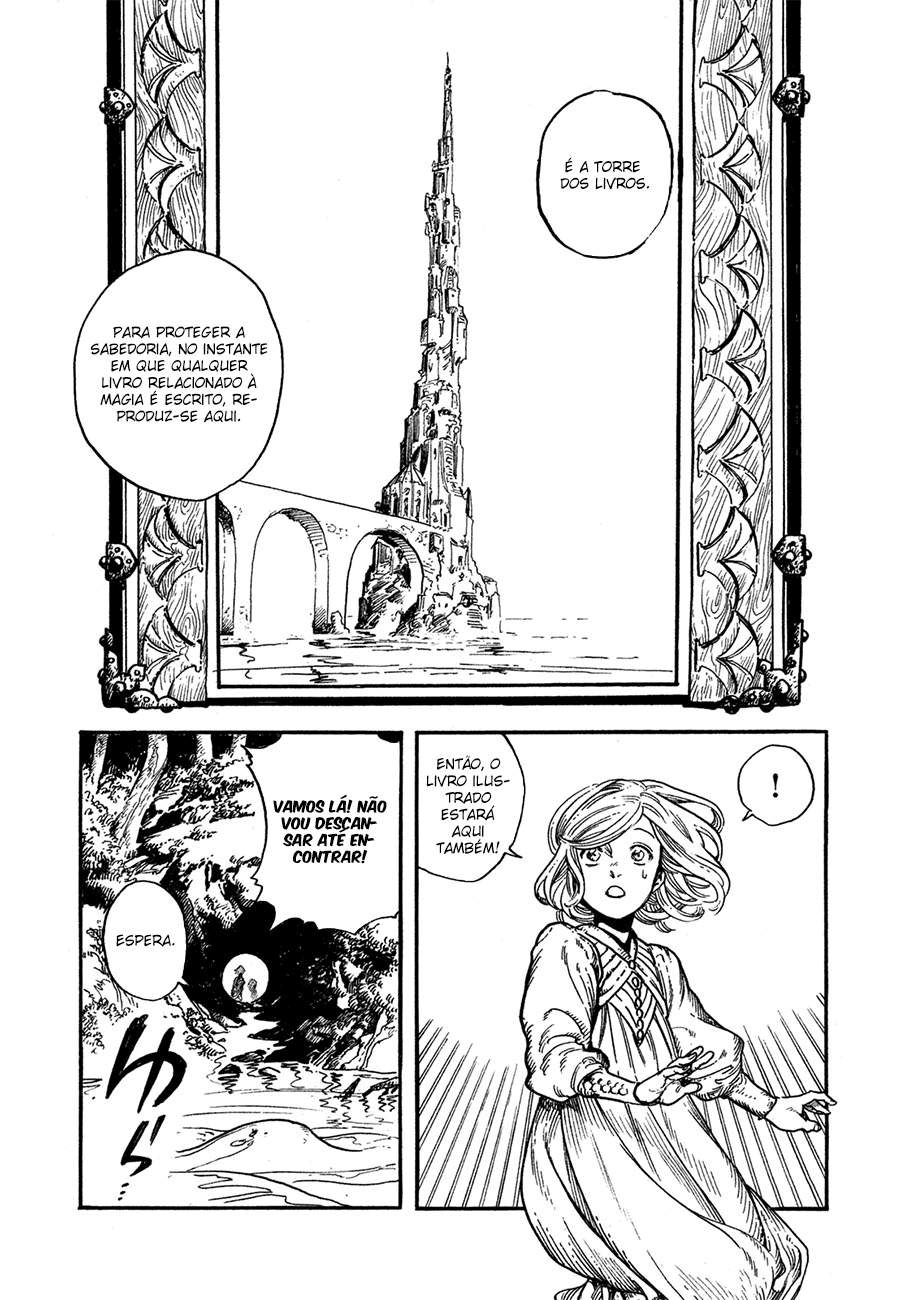 É A TORRE
DOS LIVROS.
PARA PROTEGER A
SABEDORIA, NO INSTANTE
EM QUE QUALQUER
LIVRO RELACIONADO À
MAGIA É ESCRITO, RE-
PRODUZ-SE AQUI.
!
ENTÃO, O
LIVRO ILUS-
TRADO
ESTARÁ
AQUI
TAMBÉM!
VAMOS LÁ! NÃO
VOU DESCAN-
SAR ATÉ EN-
CONTRAR!
ESPERA.
ゆら…